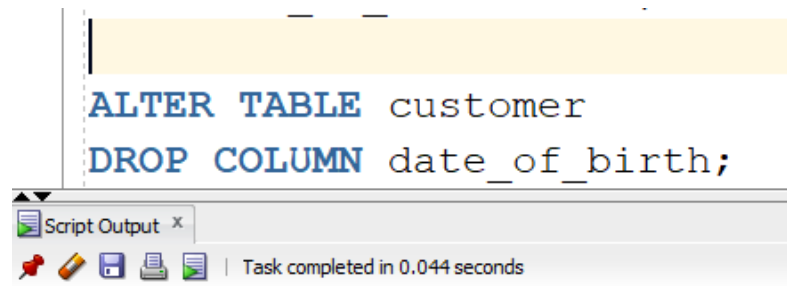 ALTER TABLE customer
DROP COLUMN date_of_birth;
Script Output x
Task completed in 0.044 seconds